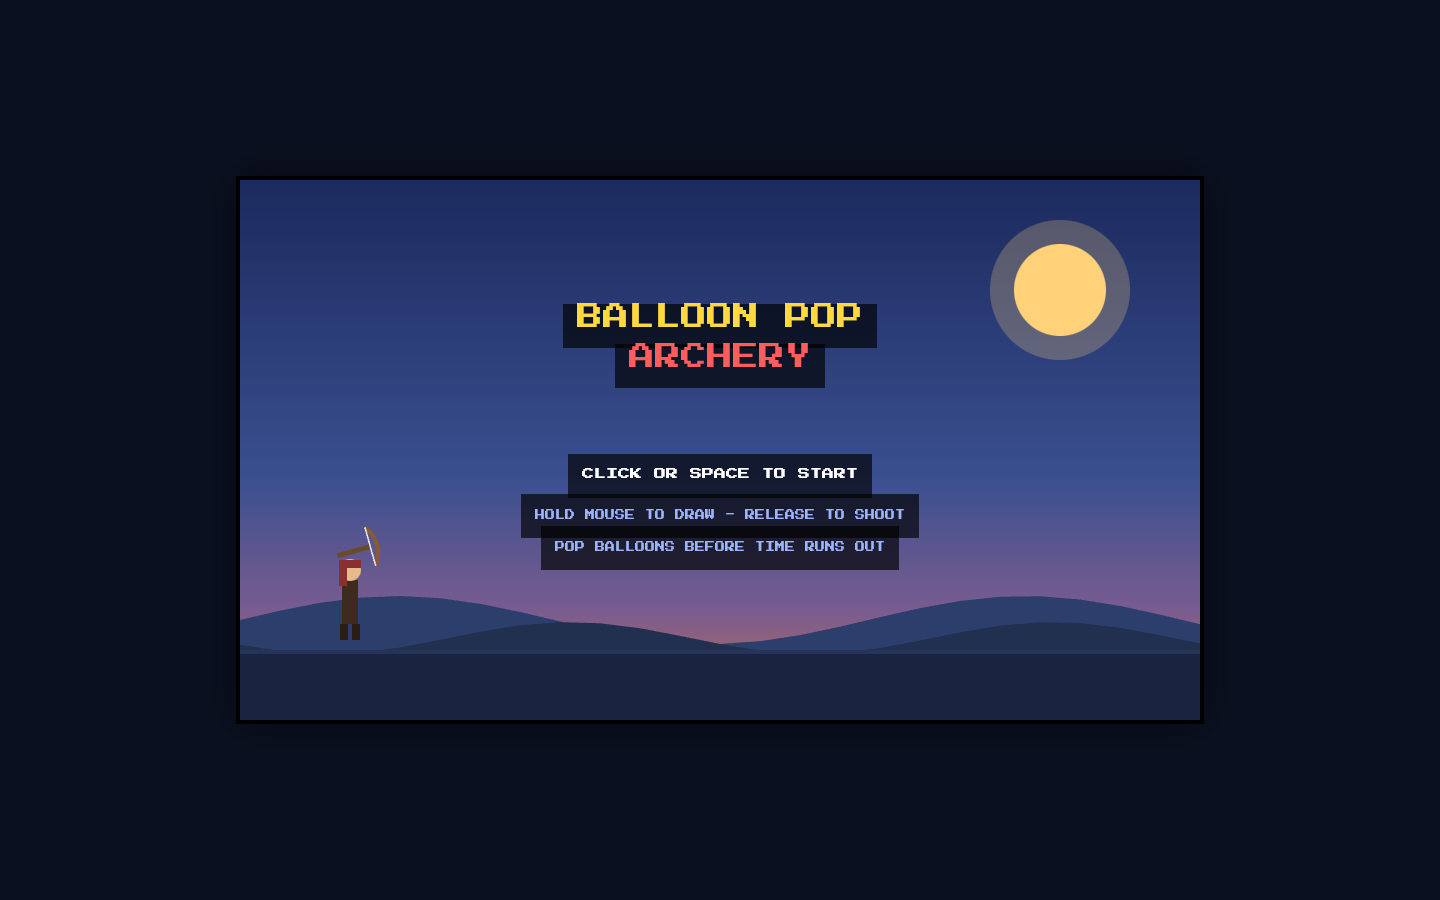 BALLOON POP
ARCHERY
CLICK OR SPACE TO START
HOLD MOUSE TO DRAW - RELEASE TO SHOOT
POP BALLOONS BEFORE TIME RUNS OUT